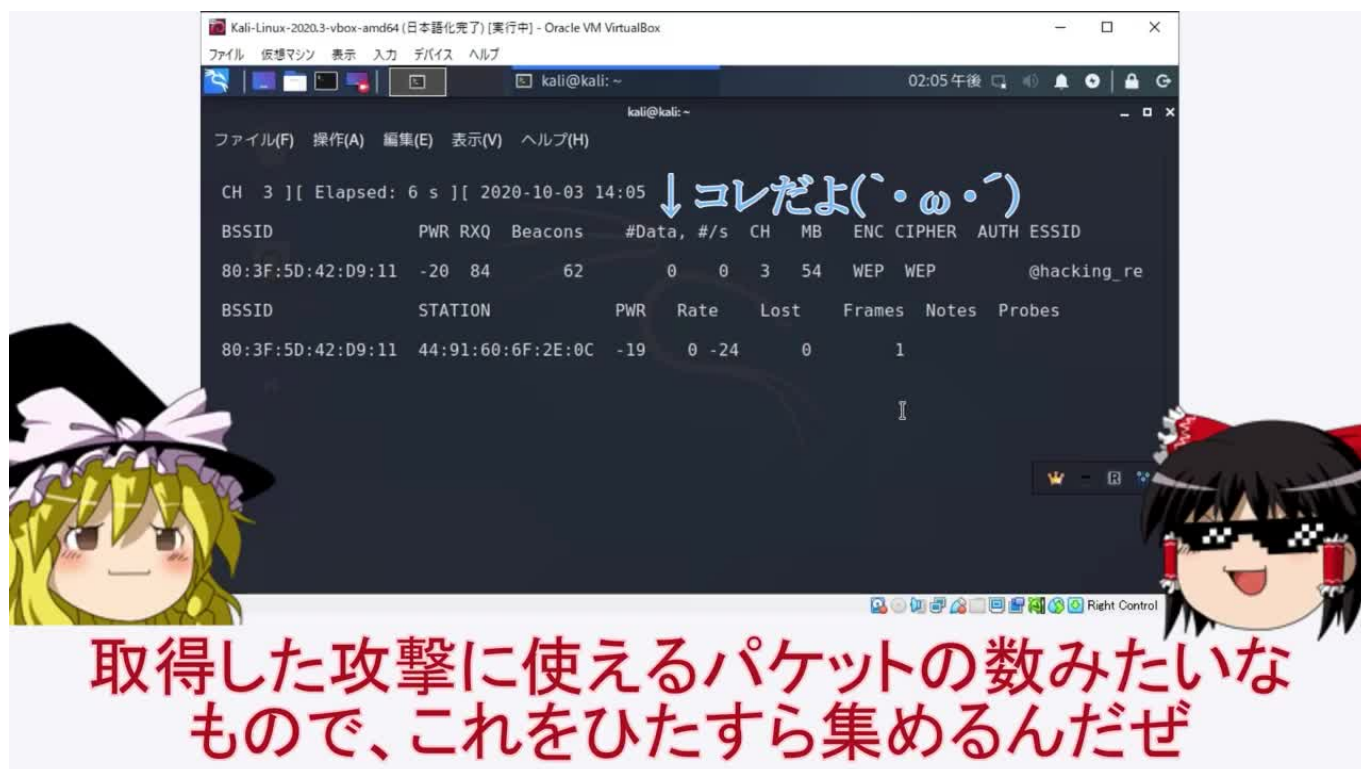 Kali-Linux-2020.3-vbox-amd64 (日本語化完了) [実行中] - Oracle VM VirtualBox
ファイル 仮想マシン 表示 入力 デバイス ヘルプ
kali@kali: ~ 02:05 午後
kali@kali: ~
ファイル(F) 操作(A) 編集(E) 表示(V) ヘルプ(H)
CH 3 ][ Elapsed: 6 s ][ 2020-10-03 14:05 ↓コレだよ(`・ω・´)
BSSID PWR RXQ Beacons #Data, #/s CH MB ENC CIPHER AUTH ESSID
80:3F:5D:42:D9:11 -20 84 62 0 0 3 54 WEP WEP @hacking_re
BSSID STATION PWR Rate Lost Frames Notes Probes
80:3F:5D:42:D9:11 44:91:60:6F:2E:0C -19 0 -24 0 1
Right Control
取得した攻撃に使えるパケットの数みたいな
もので、これをひたすら集めるんだぜ